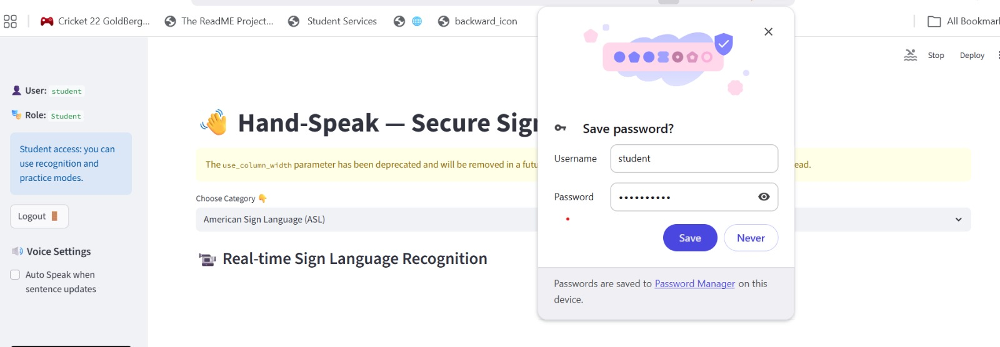 Cricket 22 GoldBerg...
The ReadME Project...
Student Services
backward_icon
All Bookmar
Stop
Deploy
User: student
Role: Student
Student access: you can
use recognition and
practice modes.
Logout
Voice Settings
Auto Speak when
sentence updates
Hand-Speak — Secure Sign
The use_column_width parameter has been deprecated and will be removed in a futu
ead.
Choose Category
American Sign Language (ASL)
Real-time Sign Language Recognition
Save password?
Username
student
Password
••••••••••
Save
Never
Passwords are saved to Password Manager on this
device.